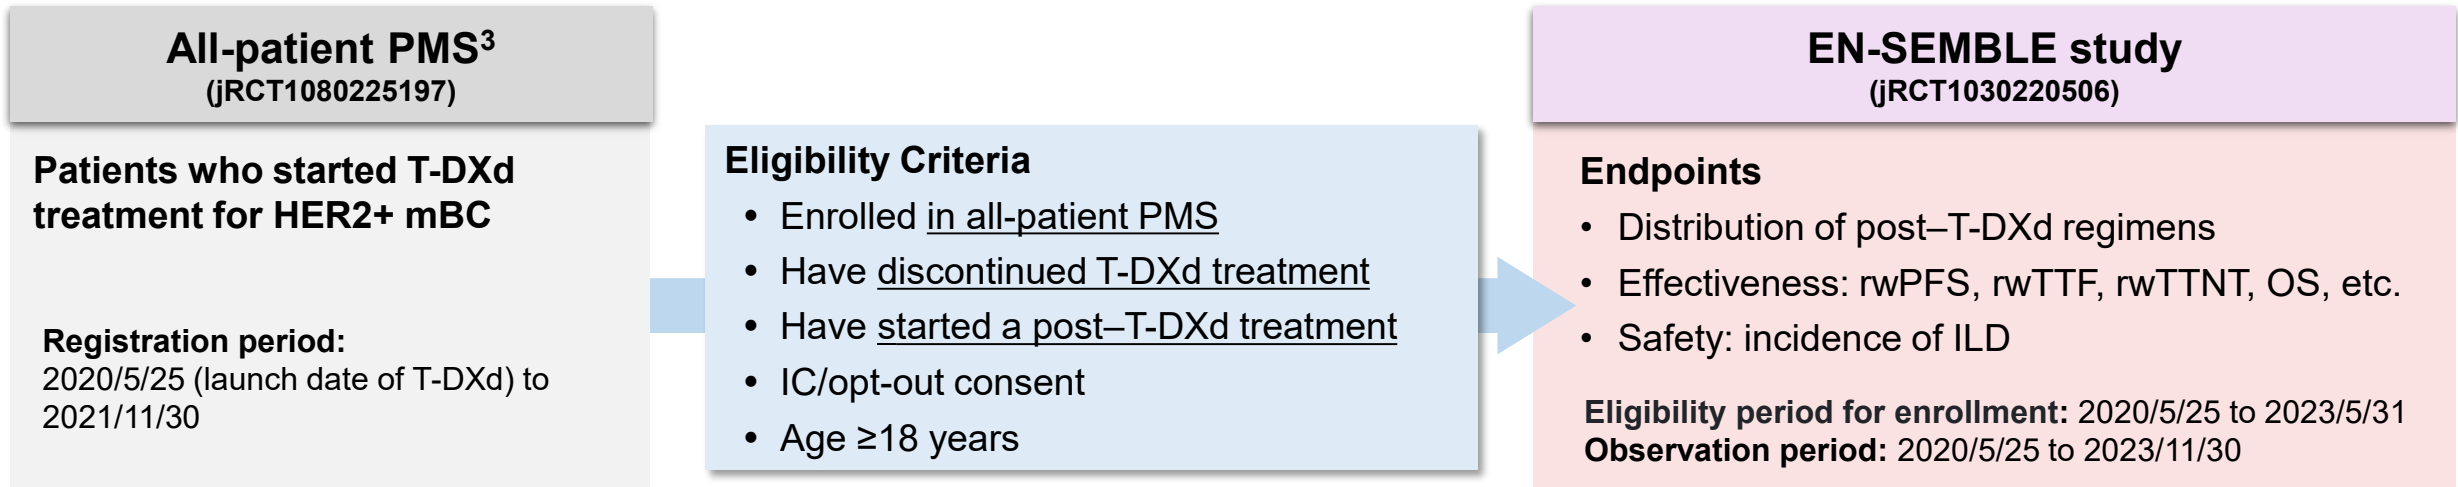 All-patient PMS³
(jRCT1080225197)
Patients who started T-DXd
treatment for HER2+ mBC
Registration period:
2020/5/25 (launch date of T-DXd) to
2021/11/30
Eligibility Criteria
• Enrolled in all-patient PMS
• Have discontinued T-DXd treatment
• Have started a post–T-DXd treatment
• IC/opt-out consent
• Age ≥18 years
EN-SEMBLE study
(jRCT1030220506)
Endpoints
• Distribution of post–T-DXd regimens
• Effectiveness: rwPFS, rwTTF, rwTTNT, OS, etc.
• Safety: incidence of ILD
Eligibility period for enrollment: 2020/5/25 to 2023/5/31
Observation period: 2020/5/25 to 2023/11/30